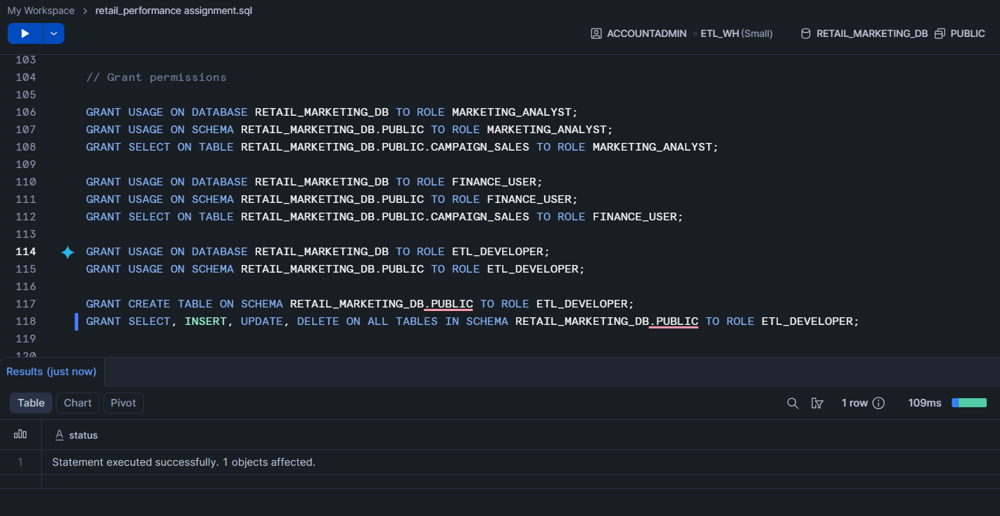 My Workspace > retail_performance assignment.sql
ACCOUNTADMIN ETL_WH (Small) RETAIL_MARKETING_DB PUBLIC
103
104 // Grant permissions
105
106 GRANT USAGE ON DATABASE RETAIL_MARKETING_DB TO ROLE MARKETING_ANALYST;
107 GRANT USAGE ON SCHEMA RETAIL_MARKETING_DB.PUBLIC TO ROLE MARKETING_ANALYST;
108 GRANT SELECT ON TABLE RETAIL_MARKETING_DB.PUBLIC.CAMPAIGN_SALES TO ROLE MARKETING_ANALYST;
109
110 GRANT USAGE ON DATABASE RETAIL_MARKETING_DB TO ROLE FINANCE_USER;
111 GRANT USAGE ON SCHEMA RETAIL_MARKETING_DB.PUBLIC TO ROLE FINANCE_USER;
112 GRANT SELECT ON TABLE RETAIL_MARKETING_DB.PUBLIC.CAMPAIGN_SALES TO ROLE FINANCE_USER;
113
114 GRANT USAGE ON DATABASE RETAIL_MARKETING_DB TO ROLE ETL_DEVELOPER;
115 GRANT USAGE ON SCHEMA RETAIL_MARKETING_DB.PUBLIC TO ROLE ETL_DEVELOPER;
116
117 GRANT CREATE TABLE ON SCHEMA RETAIL_MARKETING_DB.PUBLIC TO ROLE ETL_DEVELOPER;
118 GRANT SELECT, INSERT, UPDATE, DELETE ON ALL TABLES IN SCHEMA RETAIL_MARKETING_DB.PUBLIC TO ROLE ETL_DEVELOPER;
119
120
Results (just now)
Table Chart Pivot 1 row 109ms
A status
1 Statement executed successfully. 1 objects affected.